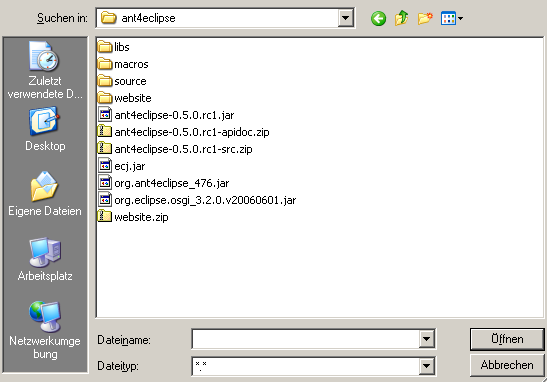 Suchen in:
ant4eclipse
Zuletzt
verwendete D...
Desktop
Eigene Dateien
Arbeitsplatz
Netzwerkumge
bung
libs
macros
source
website
ant4eclipse-0.5.0.rc1.jar
ant4eclipse-0.5.0.rc1-apidoc.zip
ant4eclipse-0.5.0.rc1-src.zip
ecj.jar
org.ant4eclipse_476.jar
org.eclipse.osgi_3.2.0.v20060601.jar
website.zip
Dateiname:
Öffnen
Dateityp:
*.*
Abbrechen